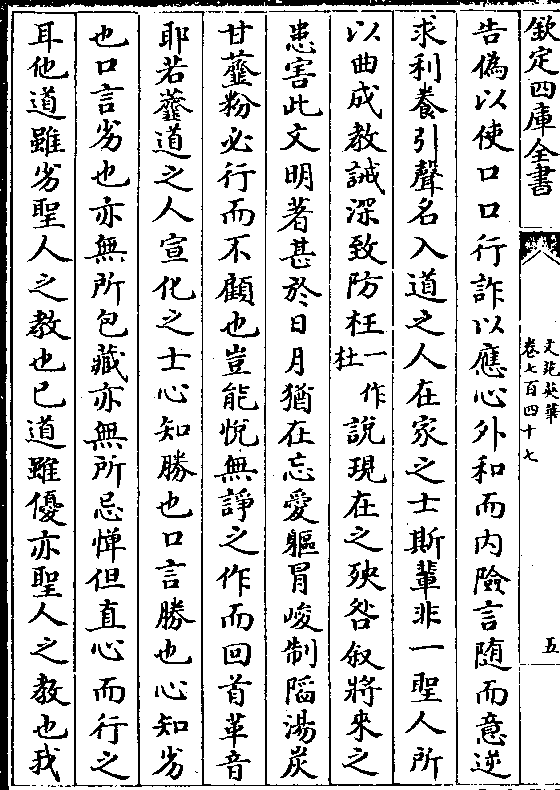 欽定四庫全書
文苑英華
卷七百四十七
五
告偽以使口口行詐以應心外和而内險言随而意逆
求利養引聲名入道之人在家之士斯輩非一聖人所
以曲成教誡深致防枉一作杜說現在之殃咎叙將來之
患害此文明著甚於日月猶在忘愛軀冒峻制蹈湯炭
甘虀粉必行而不顧也豈能悅無諍之作而回首革音
耶若虀道之人宣化之士心知勝也口言勝也心知劣
也口言劣也亦無所包藏亦無所忌憚但直心而行之
耳他道雖劣聖人之教也已道雖優亦聖人之教也我